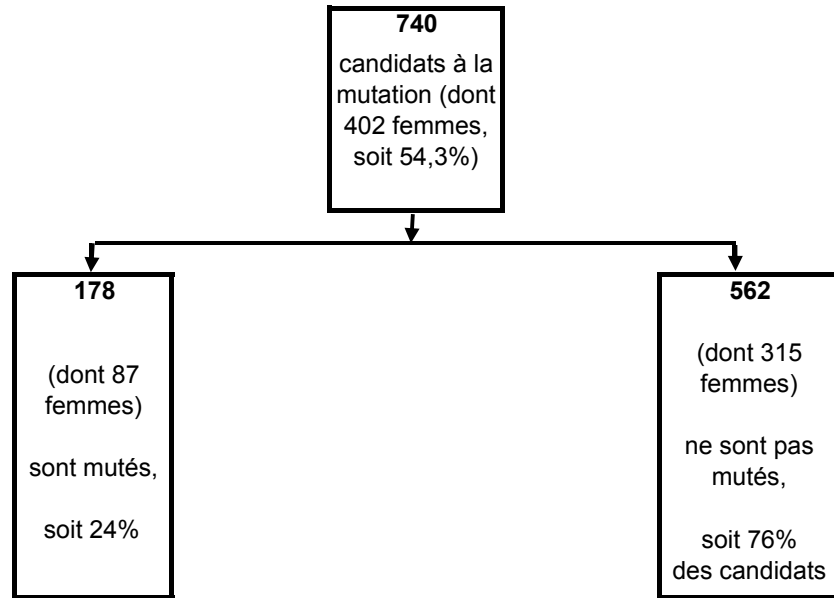 740
candidats à la
mutation (dont
402 femmes,
soit 54,3%)
178
(dont 87
femmes)
sont mutés,
soit 24%
562
(dont 315
femmes)
ne sont pas
mutés,
soit 76%
des candidats